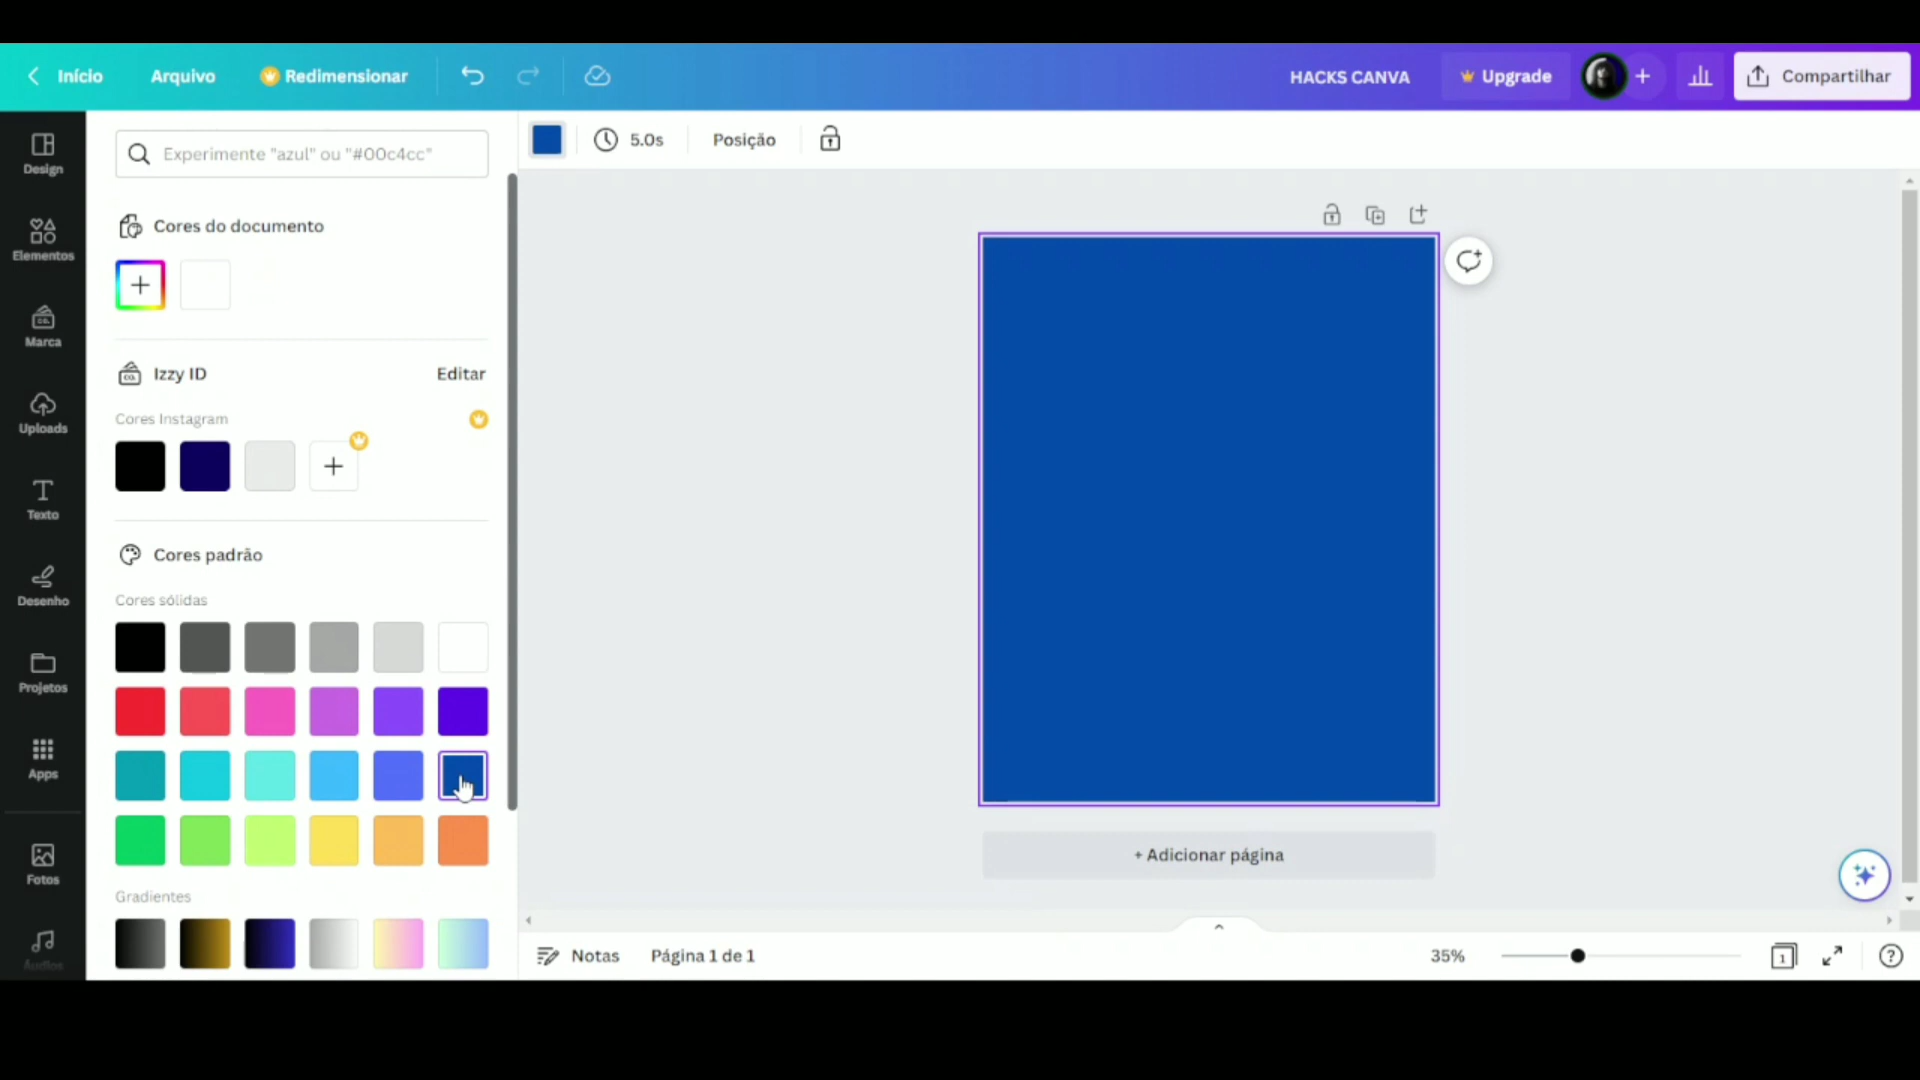 Início
Arquivo
Redimensionar
HACKS CANVA
Upgrade
Compartilhar
Design
Elementos
Marca
Uploads
Texto
Desenho
Projetos
Apps
Fotos
Áudios
Experimente "azul" ou "#00c4cc"
Cores do documento
Izzy ID
Editar
Cores Instagram
Cores padrão
Cores sólidas
Gradientes
5.0s
Posição
+ Adicionar página
Notas
Página 1 de 1
35%
1